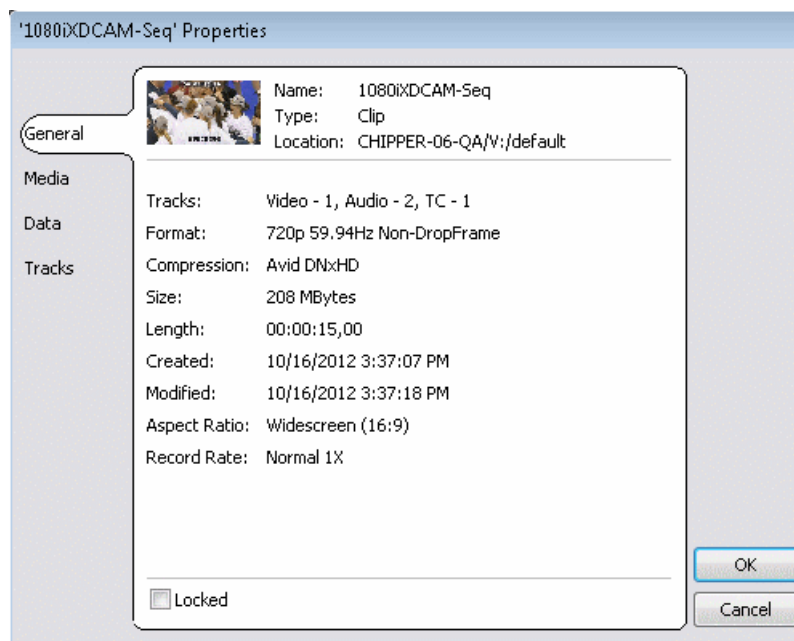 '1080iXDCAM-Seq' Properties
General
Media
Data
Tracks
Name: 1080iXDCAM-Seq
Type: Clip
Location: CHIPPER-06-QA/V:/default
Tracks: Video - 1, Audio - 2, TC - 1
Format: 720p 59.94Hz Non-DropFrame
Compression: Avid DNxHD
Size: 208 MBytes
Length: 00:00:15,00
Created: 10/16/2012 3:37:07 PM
Modified: 10/16/2012 3:37:18 PM
Aspect Ratio: Widescreen (16:9)
Record Rate: Normal 1X
Locked
OK
Cancel